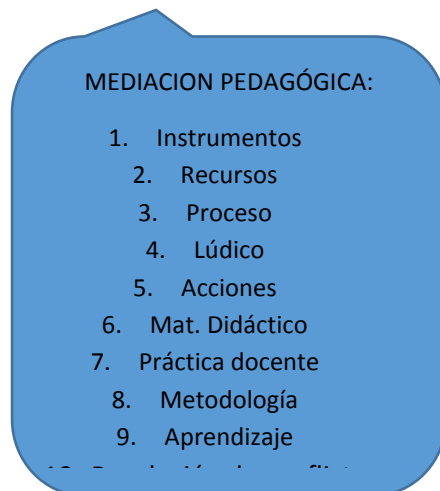 MEDIACION PEDAGÓGICA:
1. Instrumentos
2. Recursos
3. Proceso
4. Lúdico
5. Acciones
6. Mat. Didáctico
7. Práctica docente
8. Metodología
9. Aprendizaje